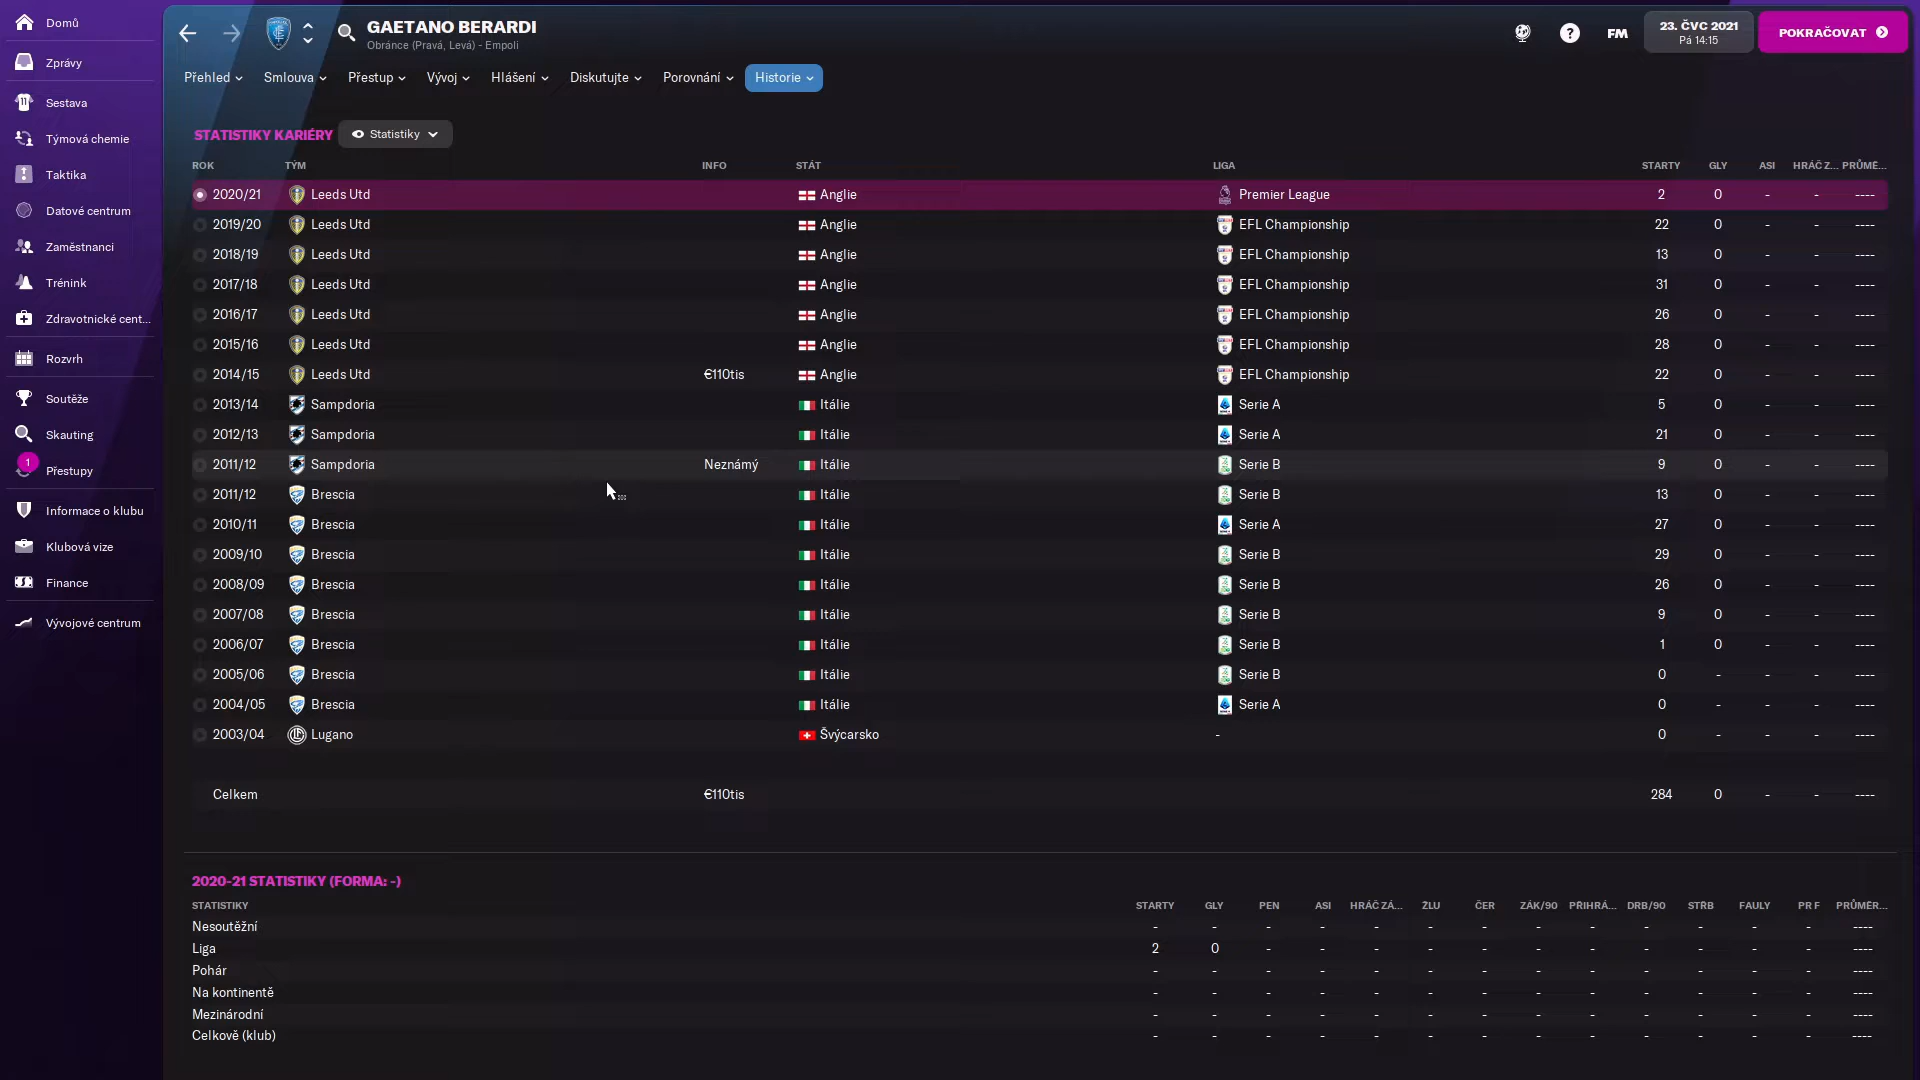 Domů
Zprávy
Sestava
Týmová chemie
Taktika
Datové centrum
Zaměstnanci
Trénink
Zdravotnické cent...
Rozvrh
Soutěže
Skauting
1
Přestupy
Informace o klubu
Klubová vize
Finance
Vývojové centrum
GAETANO BERARDI
Obránce (Pravá, Levá) - Empoli
FM
23. ČVC 2021
Pá 14:15
POKRAČOVAT
Přehled Smlouva Přestup Vývoj Hlášení Diskutujte Porovnání Historie
STATISTIKY KARIÉRY Statistiky
ROK TÝM INFO STÁT LIGA STARTY GLY ASI HRÁČ Z... PRŮMĚ...
2020/21 Leeds Utd Anglie Premier League 2 0 - - ----
2019/20 Leeds Utd Anglie EFL Championship 22 0 - - ----
2018/19 Leeds Utd Anglie EFL Championship 13 0 - - ----
2017/18 Leeds Utd Anglie EFL Championship 31 0 - - ----
2016/17 Leeds Utd Anglie EFL Championship 26 0 - - ----
2015/16 Leeds Utd Anglie EFL Championship 28 0 - - ----
2014/15 Leeds Utd €110tis Anglie EFL Championship 22 0 - - ----
2013/14 Sampdoria Itálie Serie A 5 0 - - ----
2012/13 Sampdoria Itálie Serie A 21 0 - - ----
2011/12 Sampdoria Neznámý Itálie Serie B 9 0 - - ----
2011/12 Brescia Itálie Serie B 13 0 - - ----
2010/11 Brescia Itálie Serie A 27 0 - - ----
2009/10 Brescia Itálie Serie B 29 0 - - ----
2008/09 Brescia Itálie Serie B 26 0 - - ----
2007/08 Brescia Itálie Serie B 9 0 - - ----
2006/07 Brescia Itálie Serie B 1 0 - - ----
2005/06 Brescia Itálie Serie B 0 - - - ----
2004/05 Brescia Itálie Serie A 0 - - - ----
2003/04 Lugano Švýcarsko - 0 - - - ----
Celkem €110tis 284 0 - - ----
2020-21 STATISTIKY (FORMA: -)
STATISTIKY STARTY GLY PEN ASI HRÁČ ZÁ... ŽLU ČER ZÁK/90 PŘIHRÁ... DRB/90 STŘB FAULY PR F PRŮMĚR...
Nesoutěžní - - - - - - - - - - - - - ----
Liga 2 0 - - - - - - - - - - - ----
Pohár - - - - - - - - - - - - - ----
Na kontinentě - - - - - - - - - - - - - ----
Mezinárodní - - - - - - - - - - - - - ----
Celkově (klub) - - - - - - - - - - - - - ----